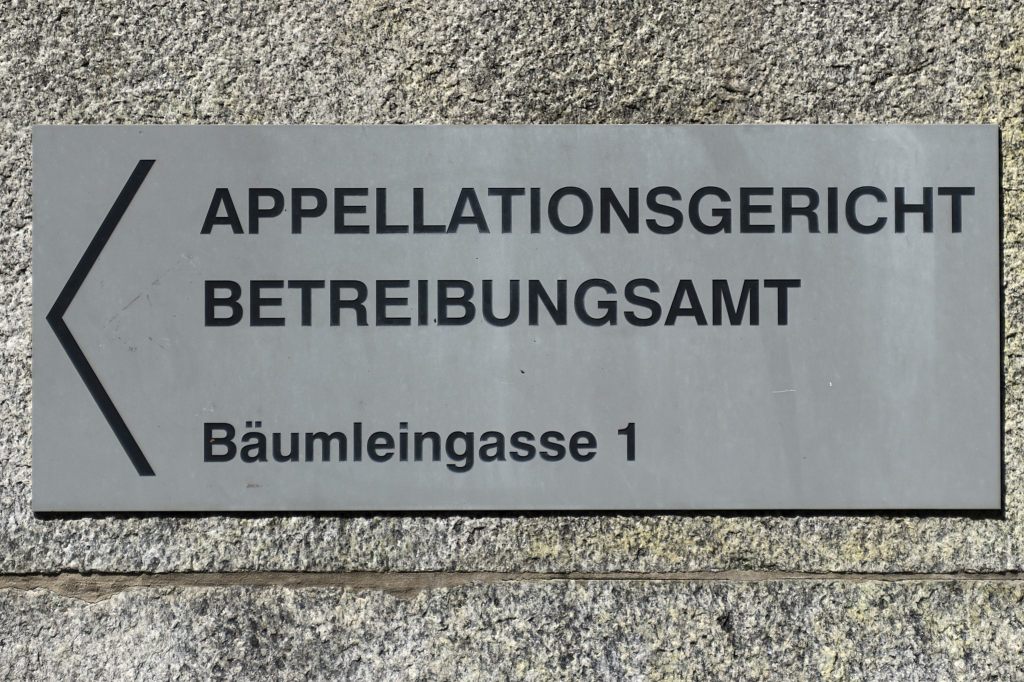 APPELLATIONSGERICHT
BETREIBUNGSAMT
Bäumleingasse 1